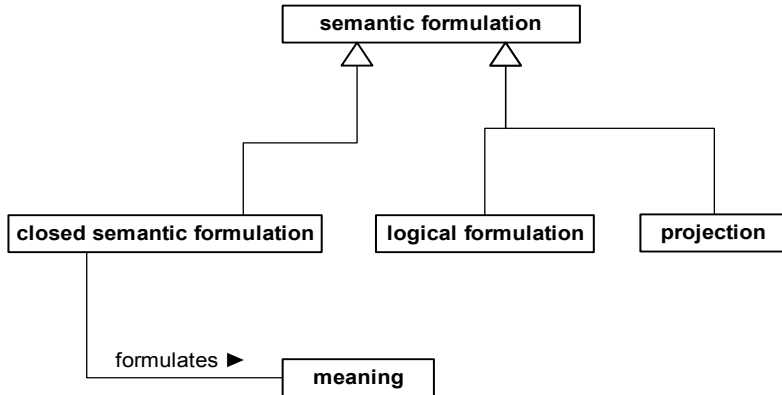 semantic formulation
closed semantic formulation
logical formulation
projection
formulates ►
meaning